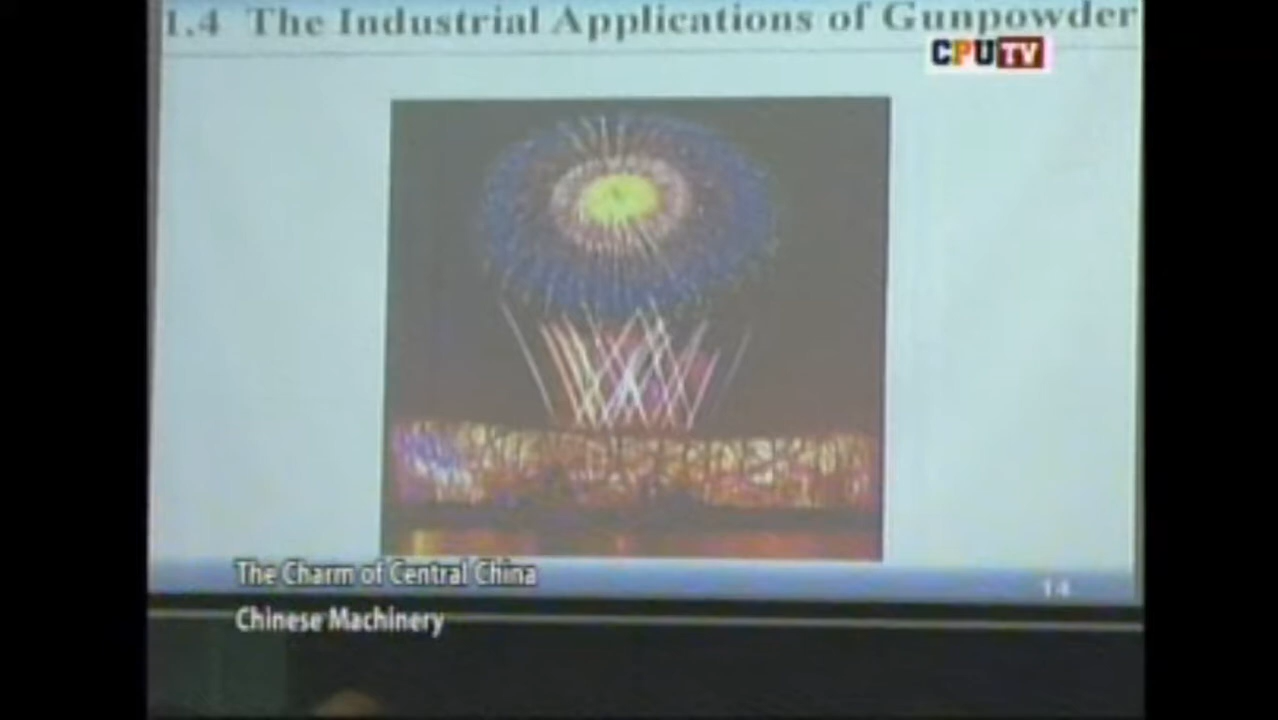 1.4 The Industrial Applications of Gunpowder
CPUTV
The Charm of Central China
14
Chinese Machinery